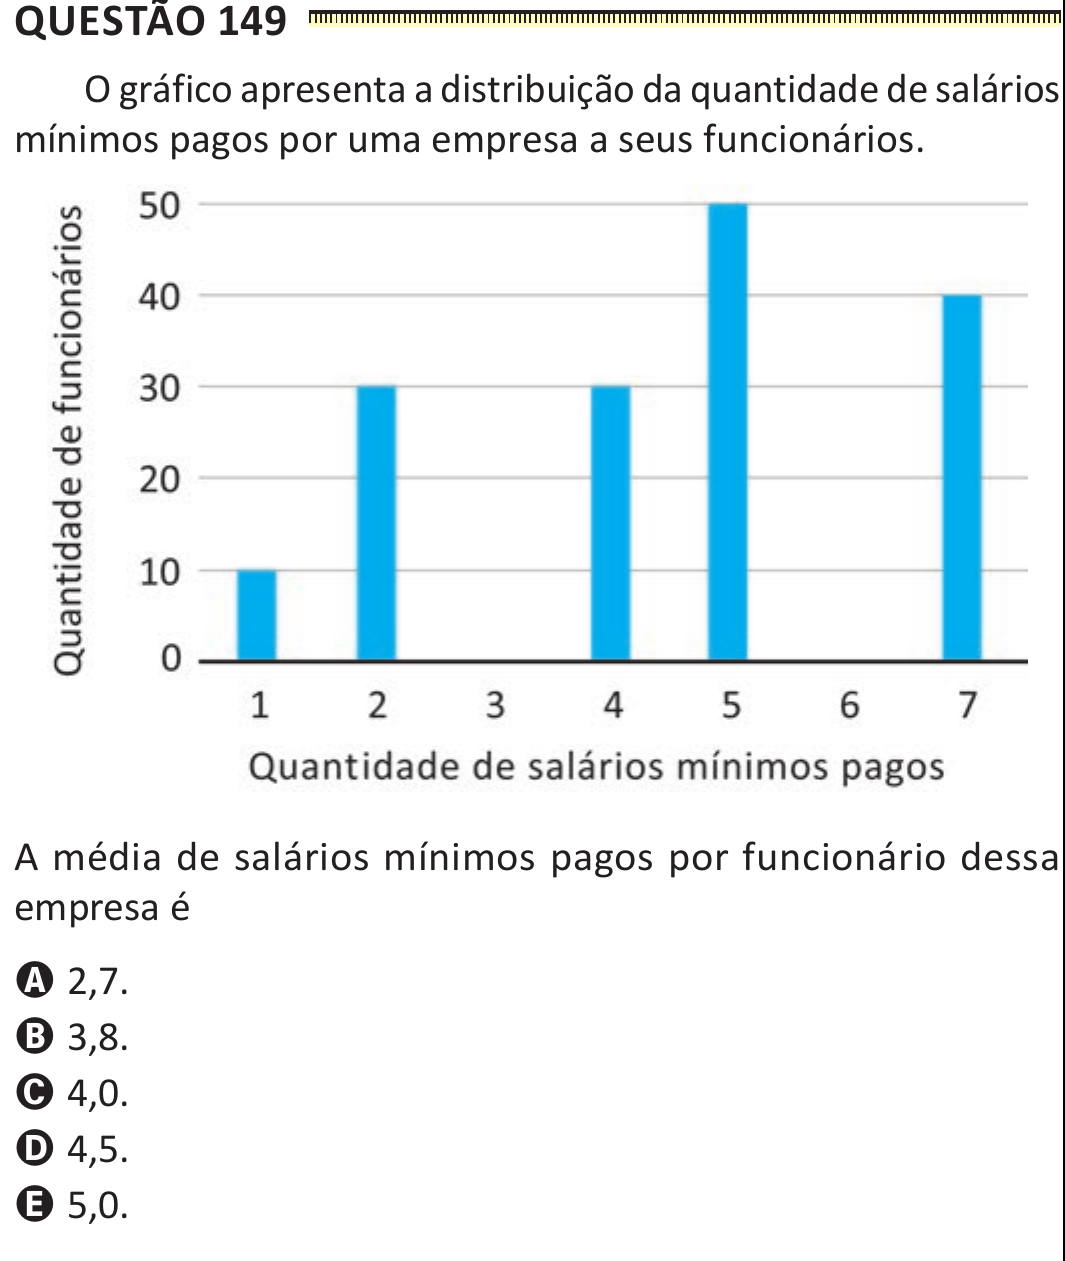 QUESTÃO 149
O gráfico apresenta a distribuição da quantidade de salários
mínimos pagos por uma empresa a seus funcionários.
Quantidade de funcionários
50
40
30
20
10
0
1 2 3 4 5 6 7
Quantidade de salários mínimos pagos
A média de salários mínimos pagos por funcionário dessa
empresa é
A 2,7.
B 3,8.
C 4,0.
D 4,5.
E 5,0.